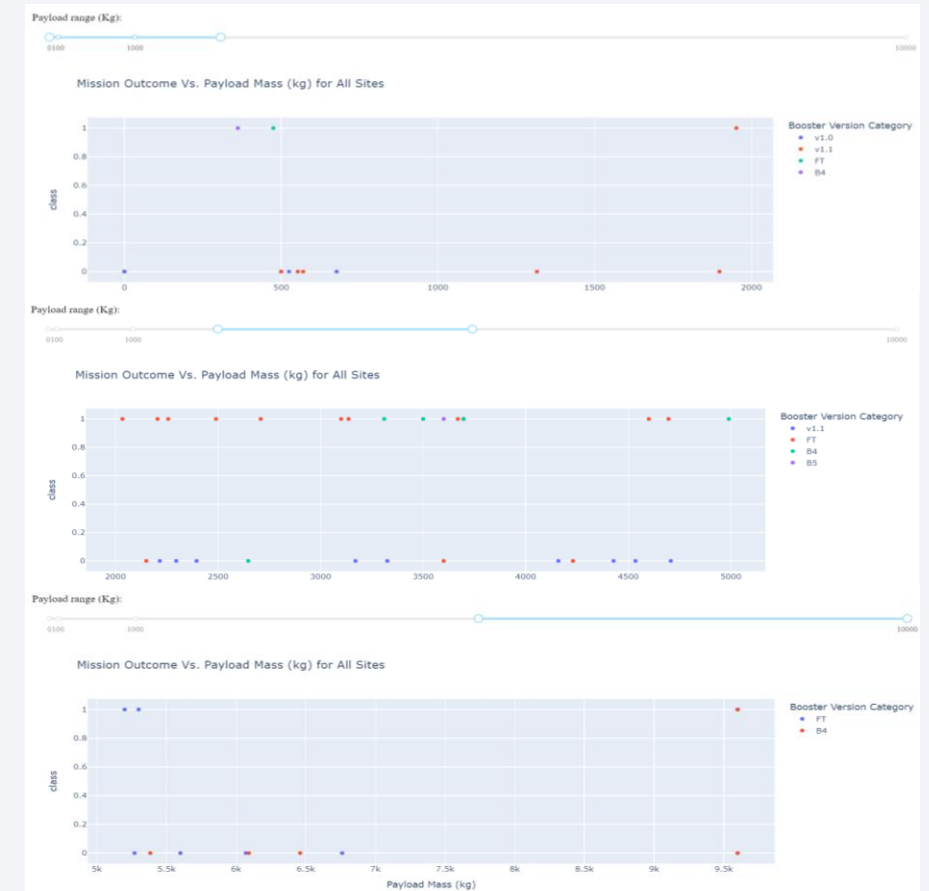 Payload range (Kg):
0100 1000 10000
Mission Outcome Vs. Payload Mass (kg) for All Sites
Booster Version Category
v1.0
v1.1
FT
B4
class
1
0.8
0.6
0.4
0.2
0
0 500 1000 1500 2000
Payload range (Kg):
0100 1000 10000
Mission Outcome Vs. Payload Mass (kg) for All Sites
Booster Version Category
v1.1
FT
B4
B5
class
1
0.8
0.6
0.4
0.2
0
2000 2500 3000 3500 4000 4500 5000
Payload range (Kg):
0100 1000 10000
Mission Outcome Vs. Payload Mass (kg) for All Sites
Booster Version Category
FT
B4
class
1
0.8
0.6
0.4
0.2
0
5k 5.5k 6k 6.5k 7k 7.5k 8k 8.5k 9k 9.5k
Payload Mass (kg)